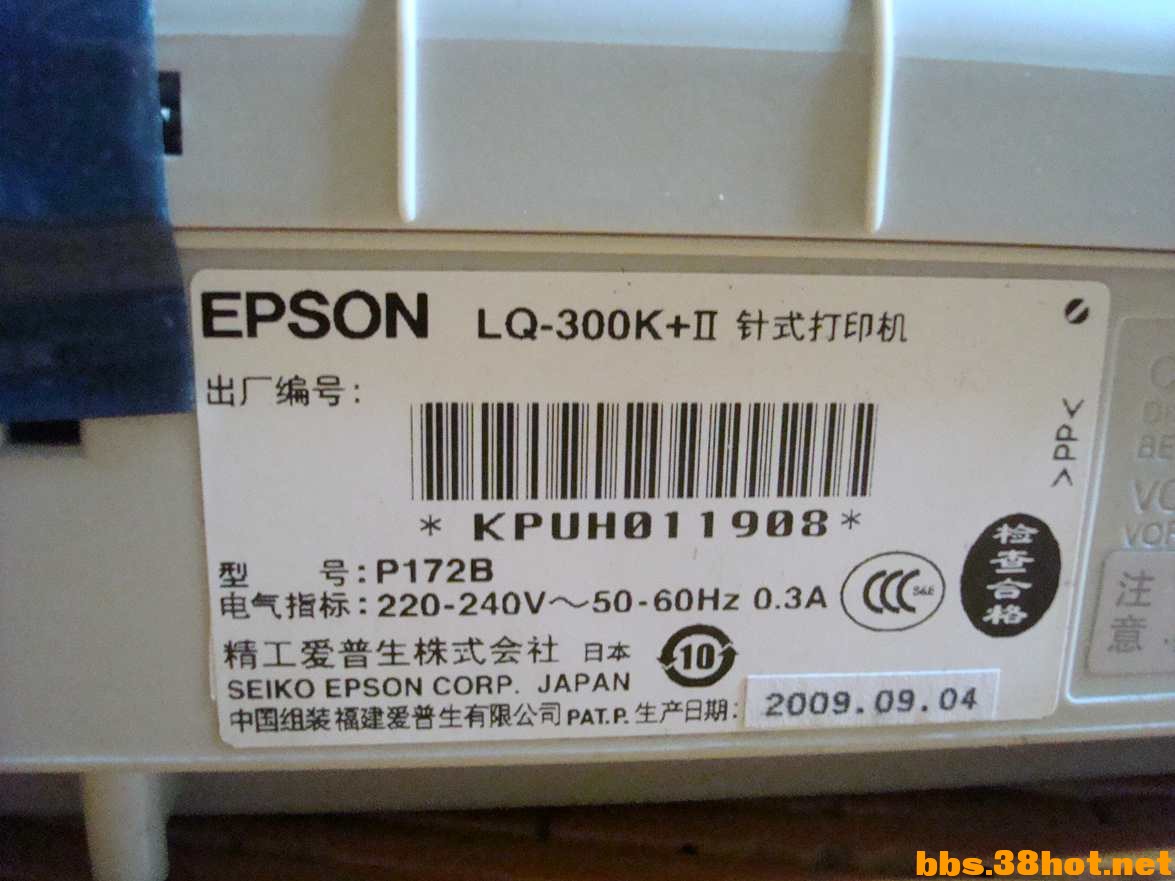 EPSON LQ-300K+II 针式打印机
出厂编号:
* KPUH011908*
>PP<
型 号:P172B
电气指标:220-240V～50-60Hz 0.3A
CCC S&E
检查合格
精工爱普生株式会社 日本
10
SEIKO EPSON CORP. JAPAN
中国组装福建爱普生有限公司 PAT.P. 生产日期: 2009.09.04
注
意
bbs.38hot.net